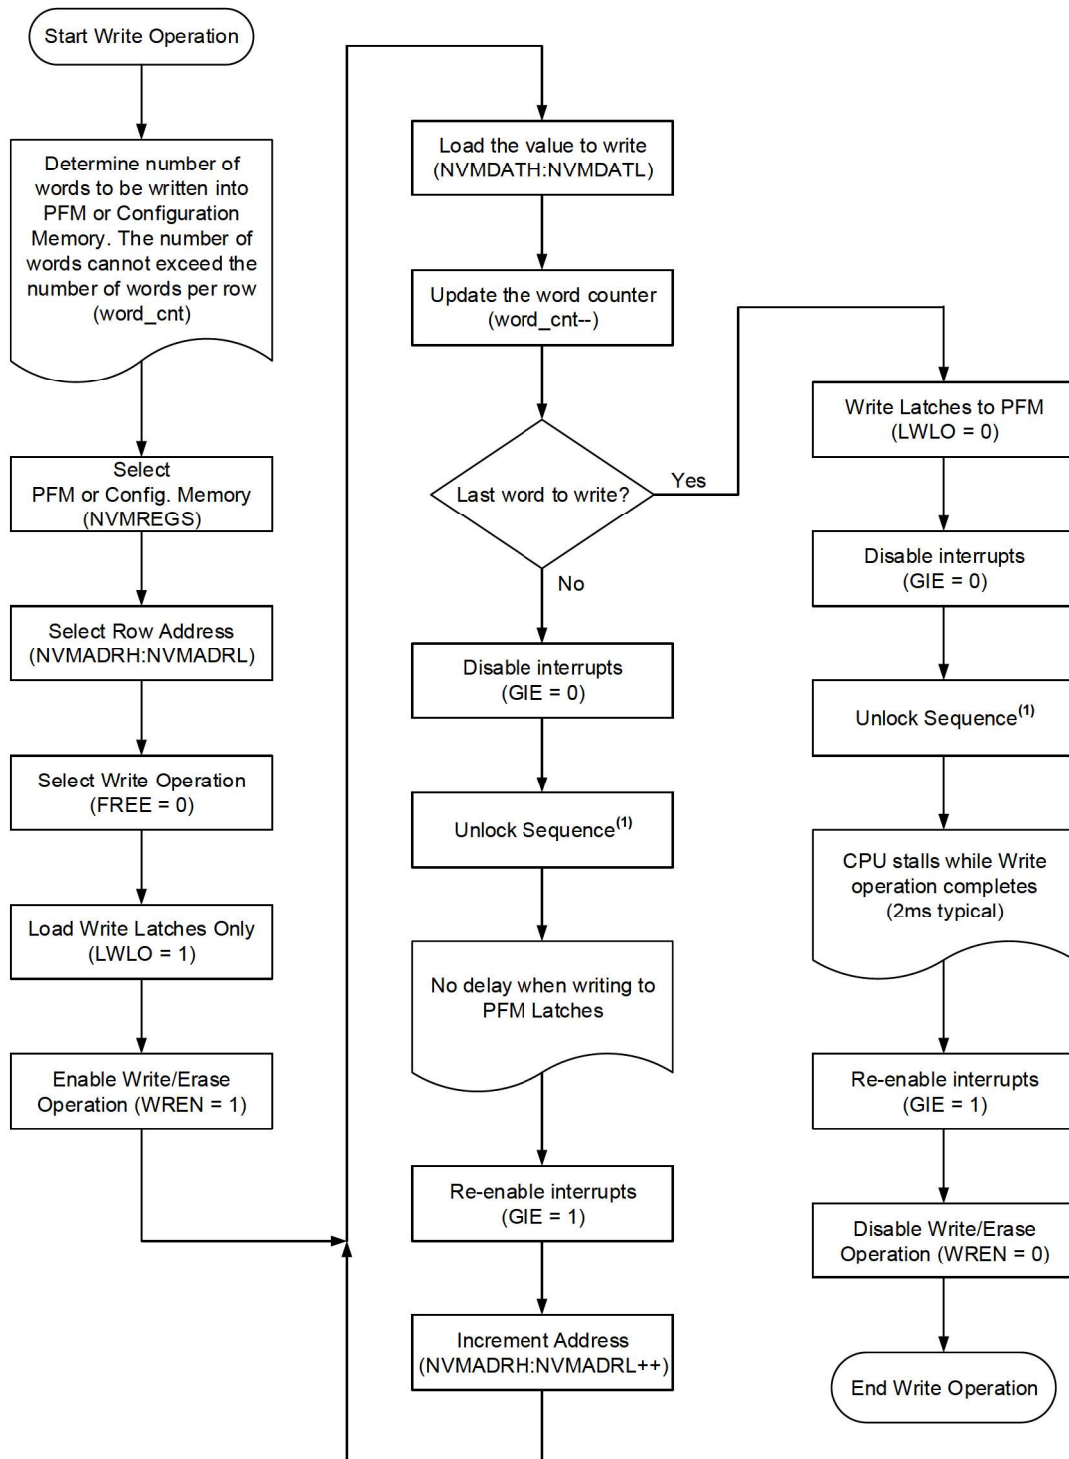 Start Write Operation
Determine number of
words to be written into
PFM or Configuration
Memory. The number of
words cannot exceed the
number of words per row
(word_cnt)
Select
PFM or Config. Memory
(NVMREGS)
Select Row Address
(NVMADRH:NVMADRL)
Select Write Operation
(FREE = 0)
Load Write Latches Only
(LWLO = 1)
Enable Write/Erase
Operation (WREN = 1)
Load the value to write
(NVMDATH:NVMDATL)
Update the word counter
(word_cnt--)
Last word to write?
Yes
No
Disable interrupts
(GIE = 0)
Unlock Sequence(1)
No delay when writing to
PFM Latches
Re-enable interrupts
(GIE = 1)
Increment Address
(NVMADRH:NVMADRL++)
Write Latches to PFM
(LWLO = 0)
Disable interrupts
(GIE = 0)
Unlock Sequence(1)
CPU stalls while Write
operation completes
(2ms typical)
Re-enable interrupts
(GIE = 1)
Disable Write/Erase
Operation (WREN = 0)
End Write Operation